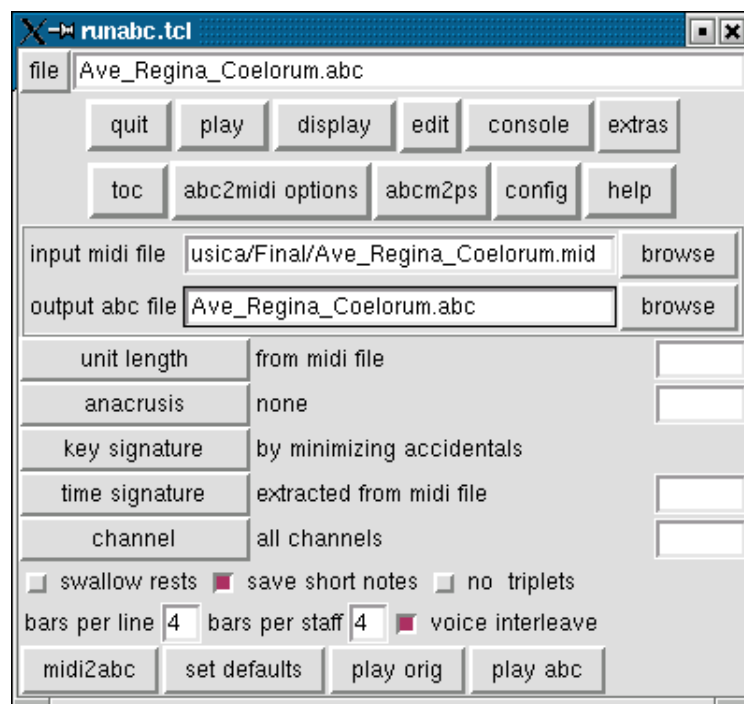 runabc.tcl
file Ave_Regina_Coelorum.abc
quit play display edit console extras
toc abc2midi options abcm2ps config help
input midi file usica/Final/Ave_Regina_Coelorum.mid browse
output abc file Ave_Regina_Coelorum.abc browse
unit length from midi file
anacrusis none
key signature by minimizing accidentals
time signature extracted from midi file
channel all channels
swallow rests save short notes no triplets
bars per line 4 bars per staff 4 voice interleave
midi2abc set defaults play orig play abc